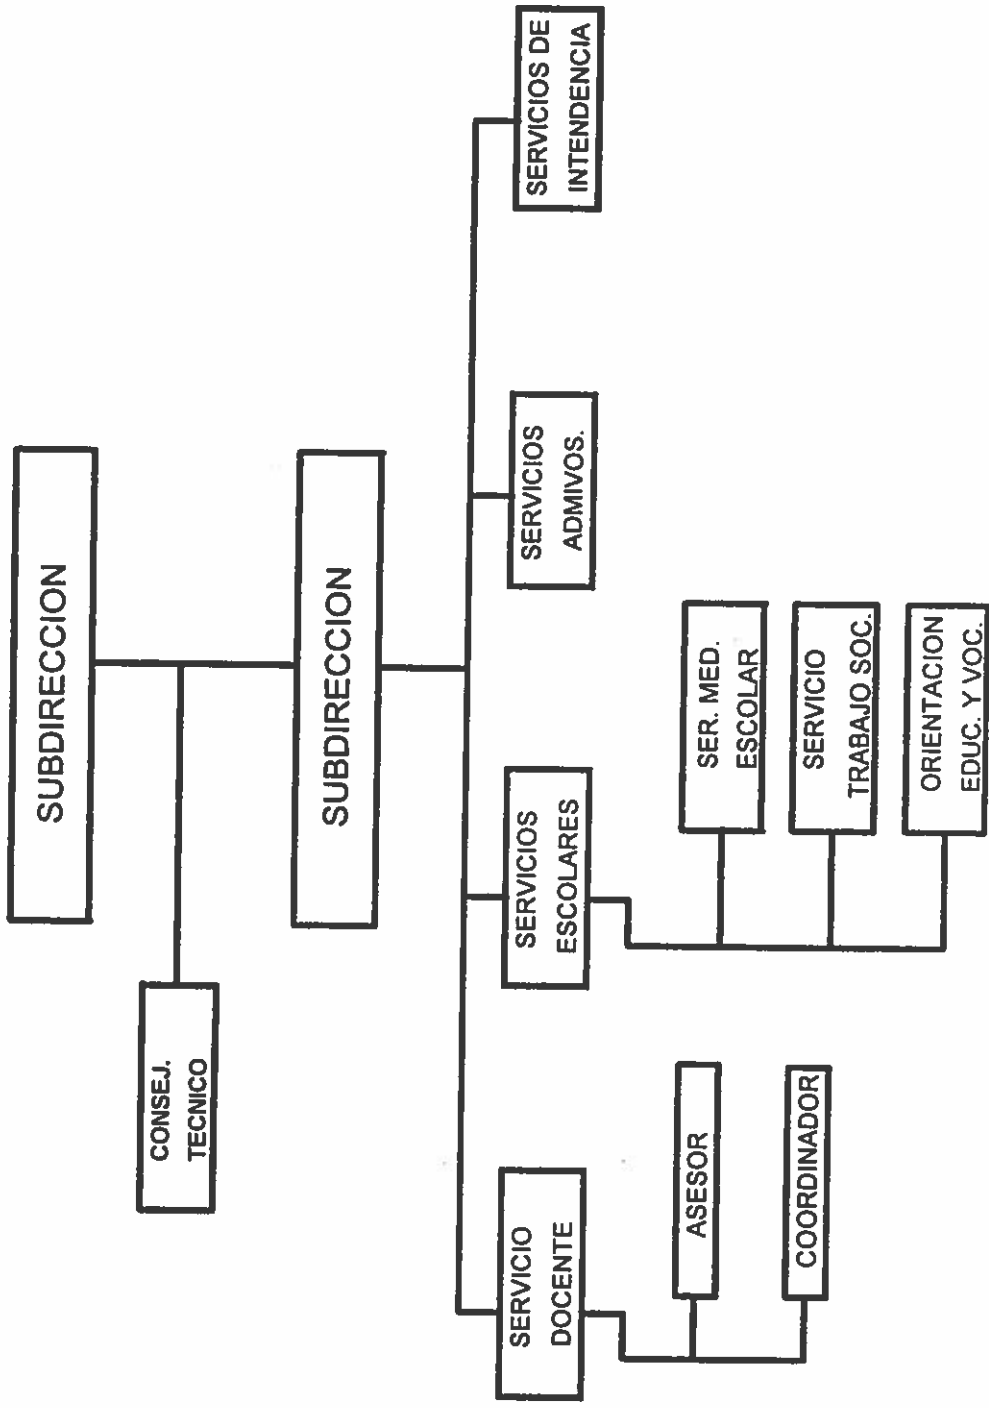 SUBDIRECCION
CONSEJ.
TECNICO
SUBDIRECCION
SERVICIO
DOCENTE
SERVICIOS
ESCOLARES
SERVICIOS
ADMIVOS.
SERVICIOS DE
INTENDENCIA
ASESOR
COORDINADOR
SER. MED.
ESCOLAR
SERVICIO
TRABAJO SOC.
ORIENTACION
EDUC. Y VOC.